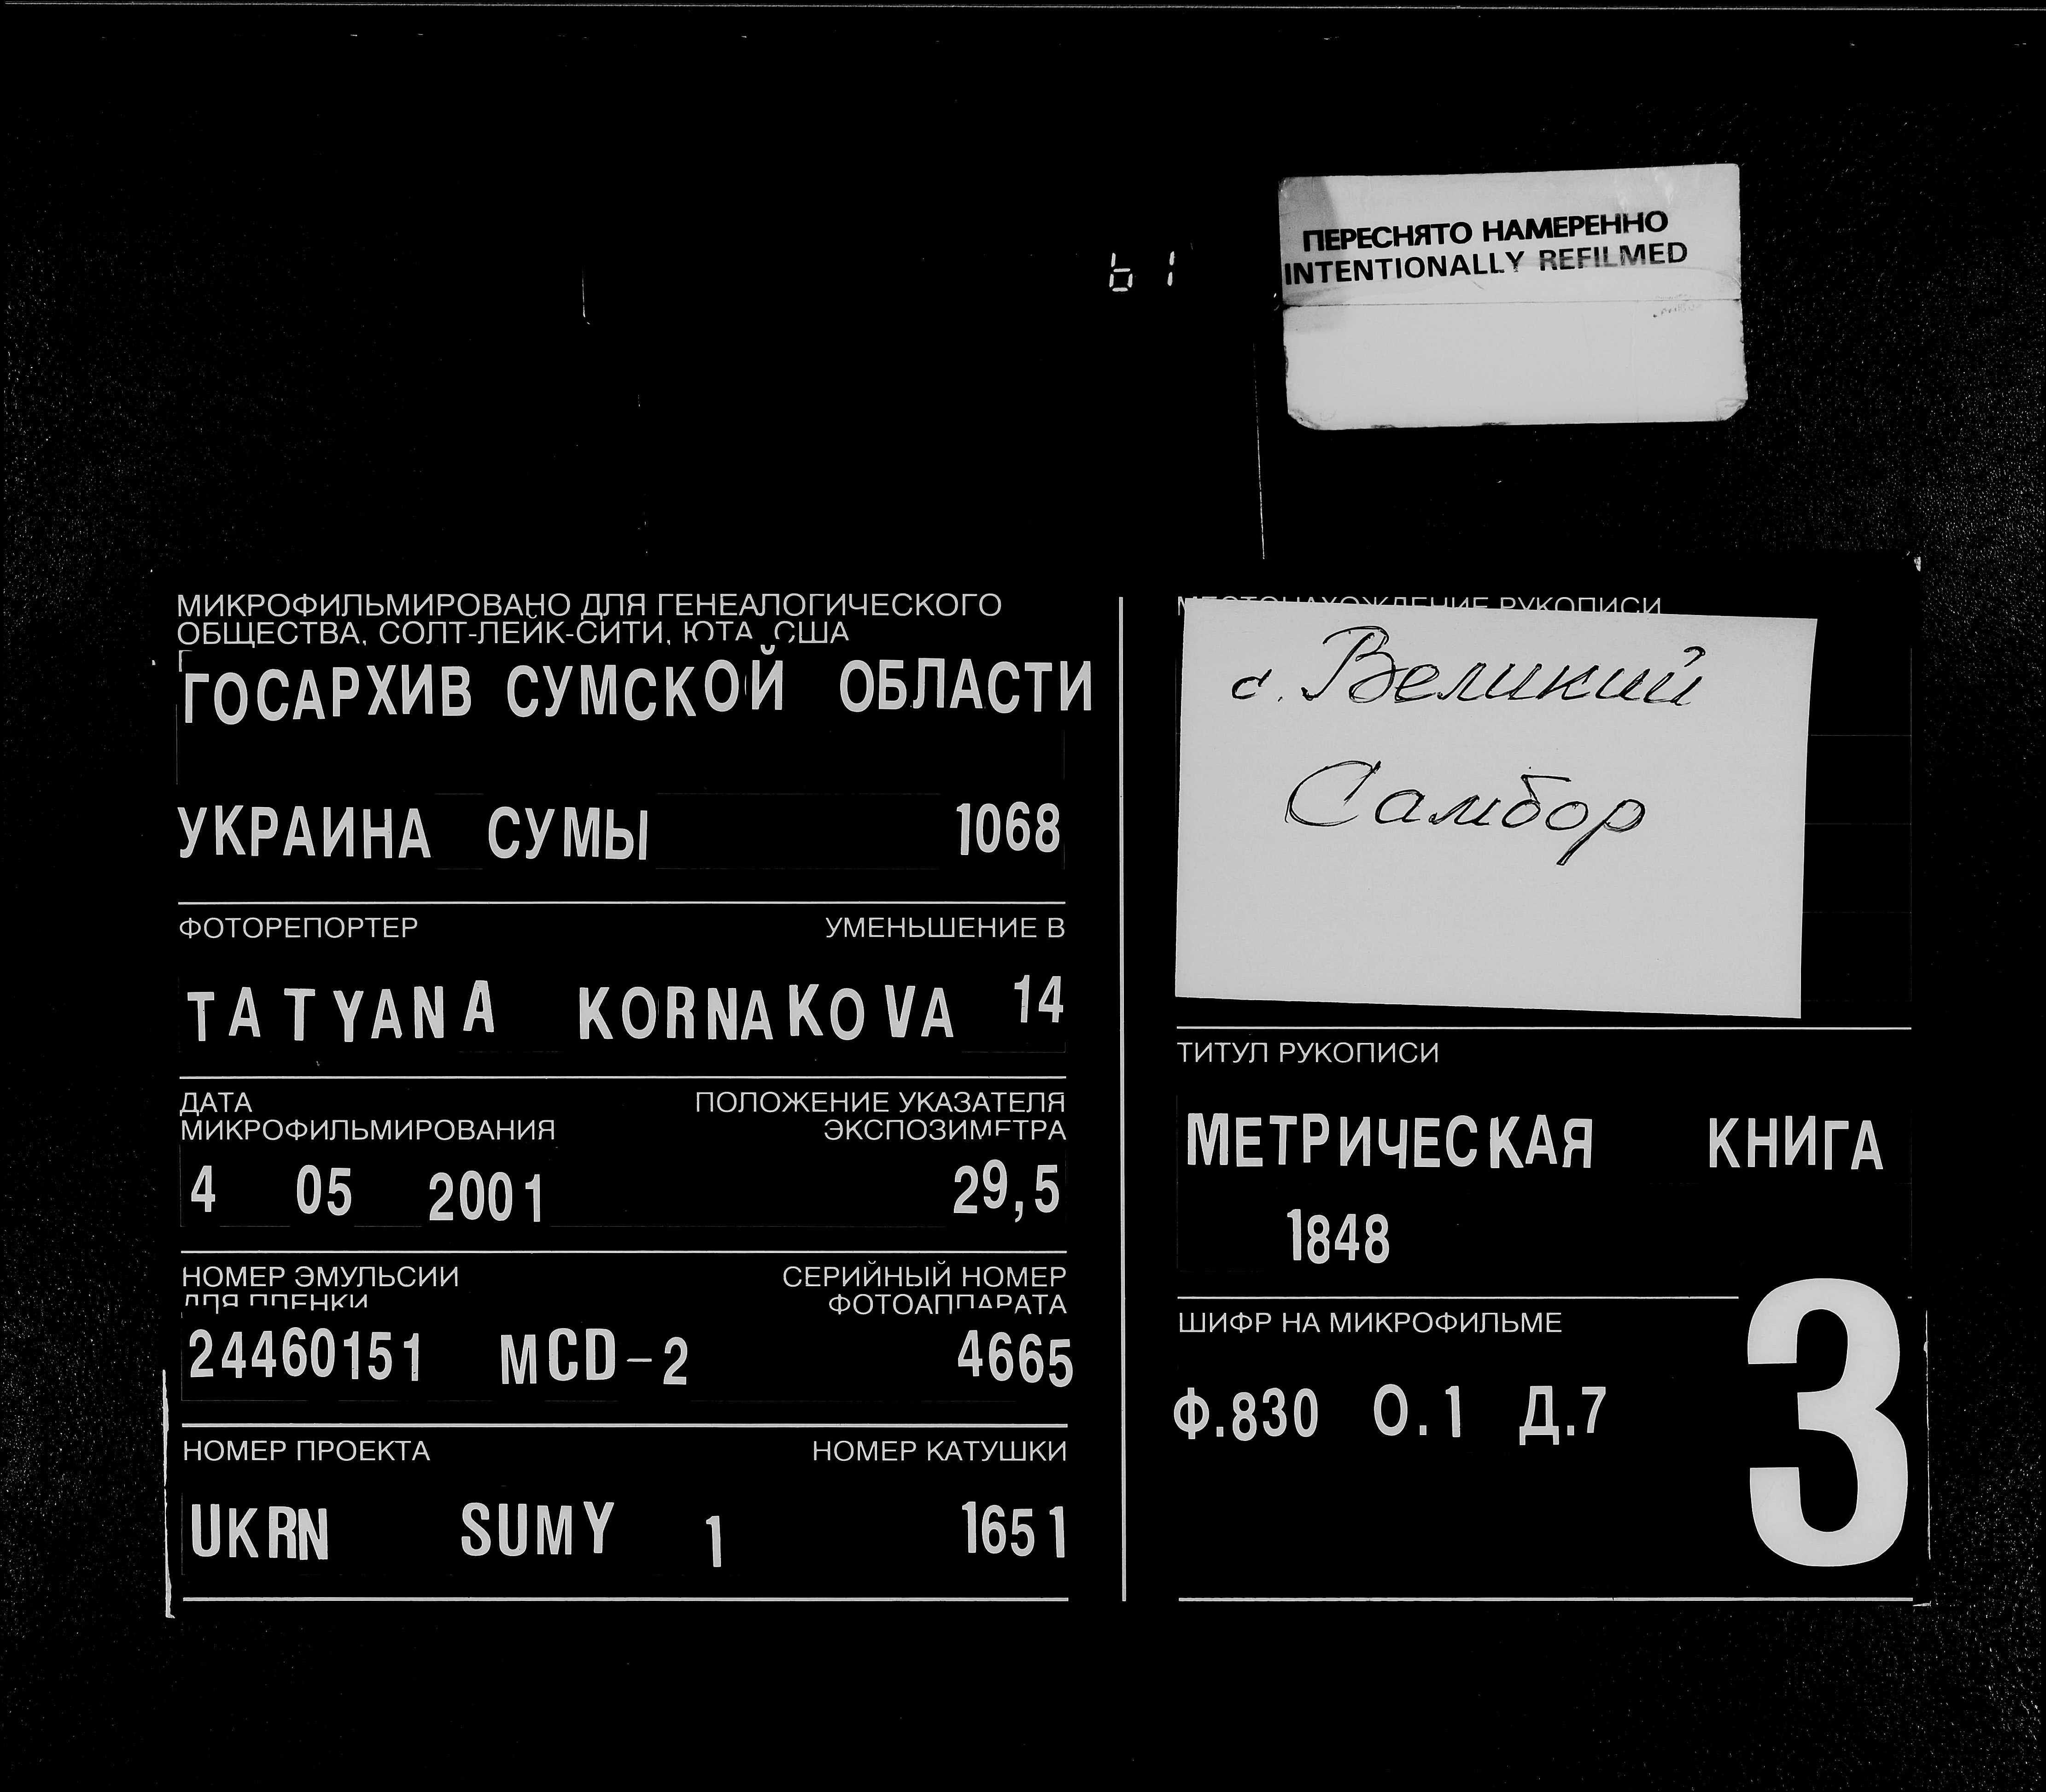 61
ПЕРЕСНЯТО НАМЕРЕННО
INTENTIONALLY REFILMED
МИКРОФИЛЬМИРОВАНО ДЛЯ ГЕНЕАЛОГИЧЕСКОГО
ОБЩЕСТВА, СОЛТ-ЛЕЙК-СИТИ, ЮТА, США
ГОСАРХИВ СУМСКОЙ ОБЛАСТИ
УКРАИНА СУМЫ 1068
ФОТОРЕПОРТЕР УМЕНЬШЕНИЕ В
TATYANA KORNAKOVA 14
ДАТА ПОЛОЖЕНИЕ УКАЗАТЕЛЯ
МИКРОФИЛЬМИРОВАНИЯ ЭКСПОЗИМЕТРА
4 05 2001 29,5
НОМЕР ЭМУЛЬСИИ СЕРИЙНЫЙ НОМЕР
ДЛЯ ПЛЕНКИ ФОТОАППАРАТА
24460151 MCD-2 4665
НОМЕР ПРОЕКТА НОМЕР КАТУШКИ
UKRN SUMY 1 1651
МЕСТОНАХОЖДЕНИЕ РУКОПИСИ
с. Великий
Самбор
ТИТУЛ РУКОПИСИ
МЕТРИЧЕСКАЯ КНИГА
1848
ШИФР НА МИКРОФИЛЬМЕ
Ф.830 О.1 Д.7
3